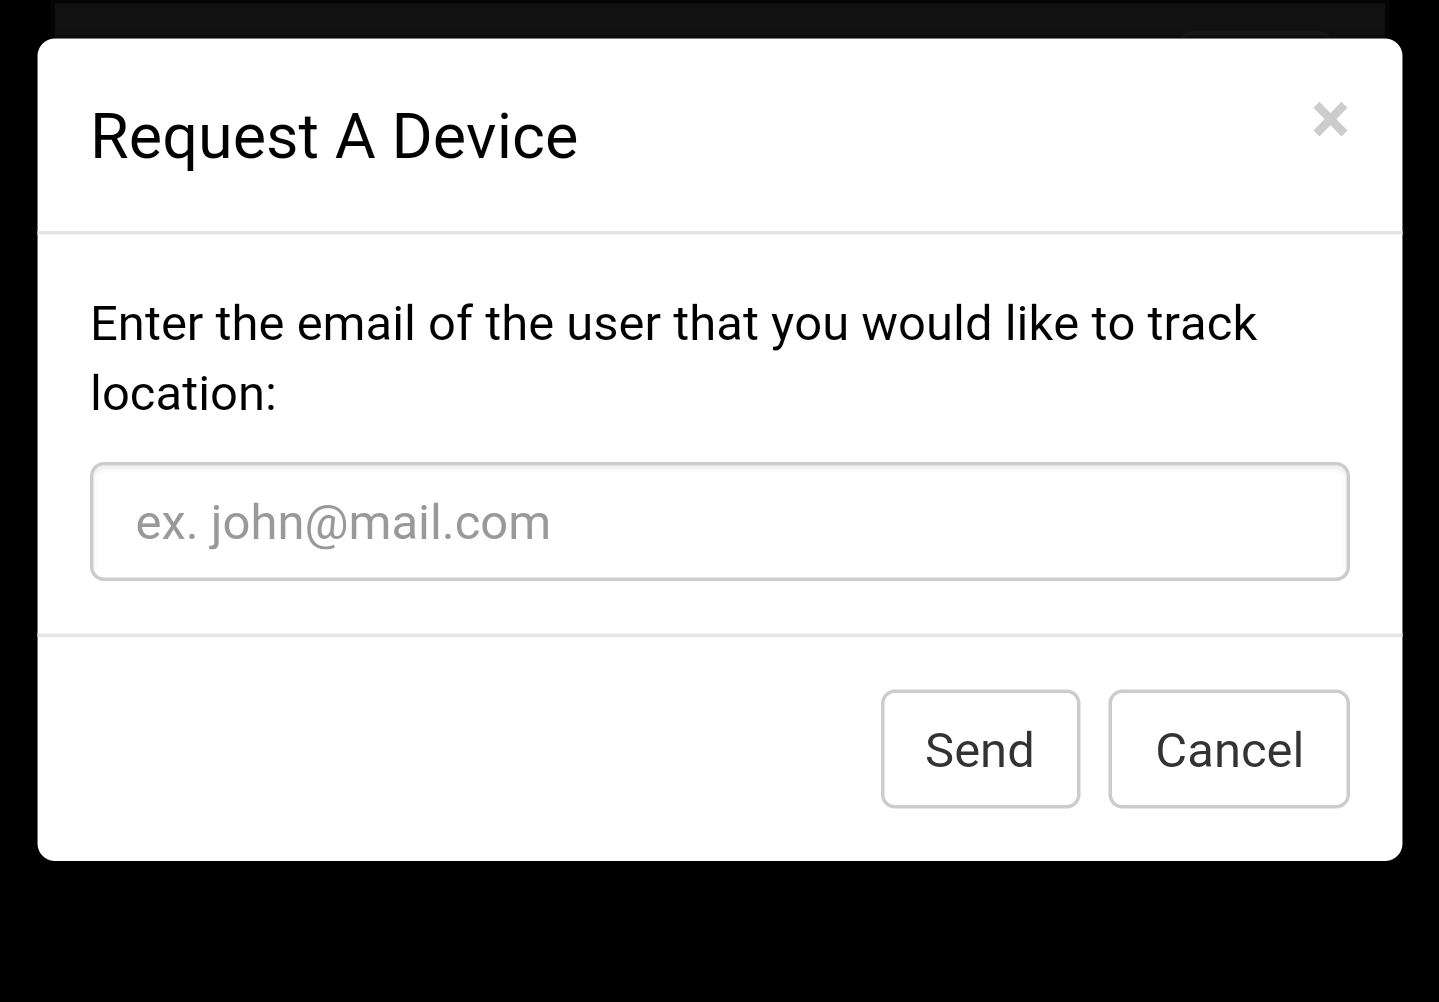 Request A Device
×
Enter the email of the user that you would like to track
location:
ex. john@mail.com
Send
Cancel